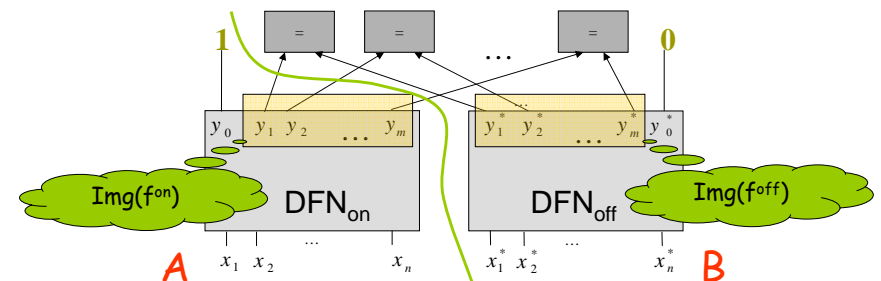 = = ... =
1 0
y₀ y₁ y₂ ... yₘ y₁* y₂* ... ... yₘ* y₀*
Img(fᵒⁿ) DFNₒₙ DFNₒff Img(fᵒff)
x₁ x₂ ... xₙ x₁* x₂* ... xₙ*
A B